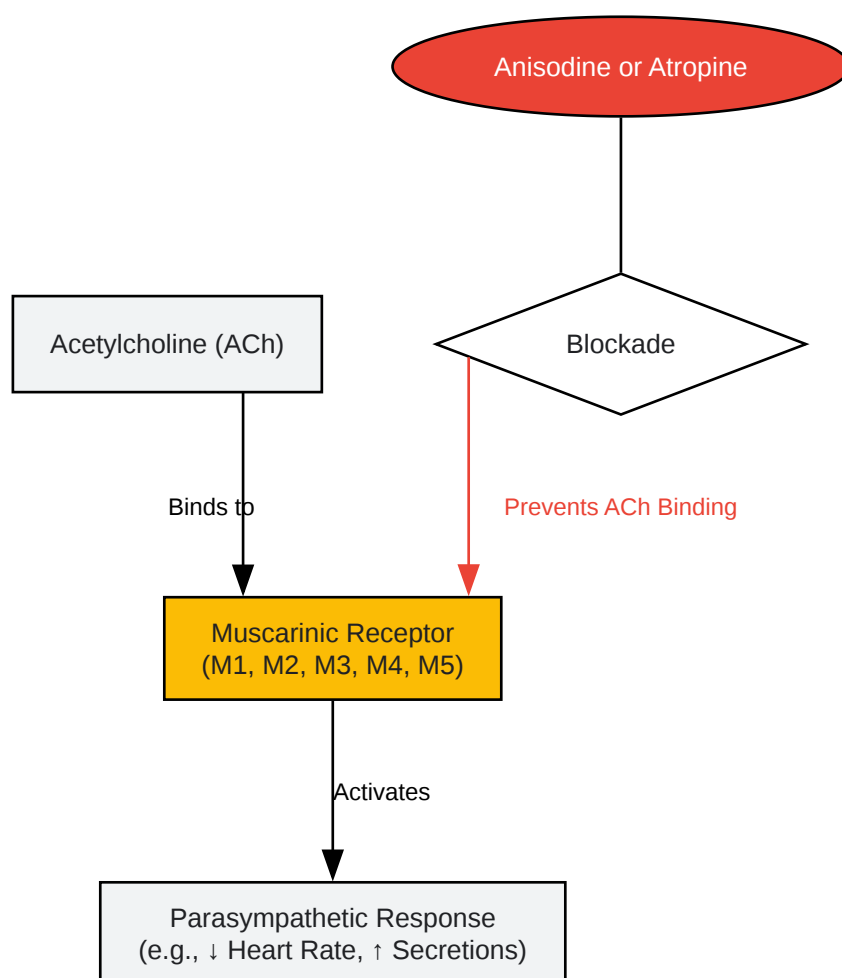 Anisodine or Atropine
Acetylcholine (ACh)
Blockade
Binds to
Prevents ACh Binding
Muscarinic Receptor
(M1, M2, M3, M4, M5)
Activates
Parasympathetic Response
(e.g., ↓ Heart Rate, ↑ Secretions)